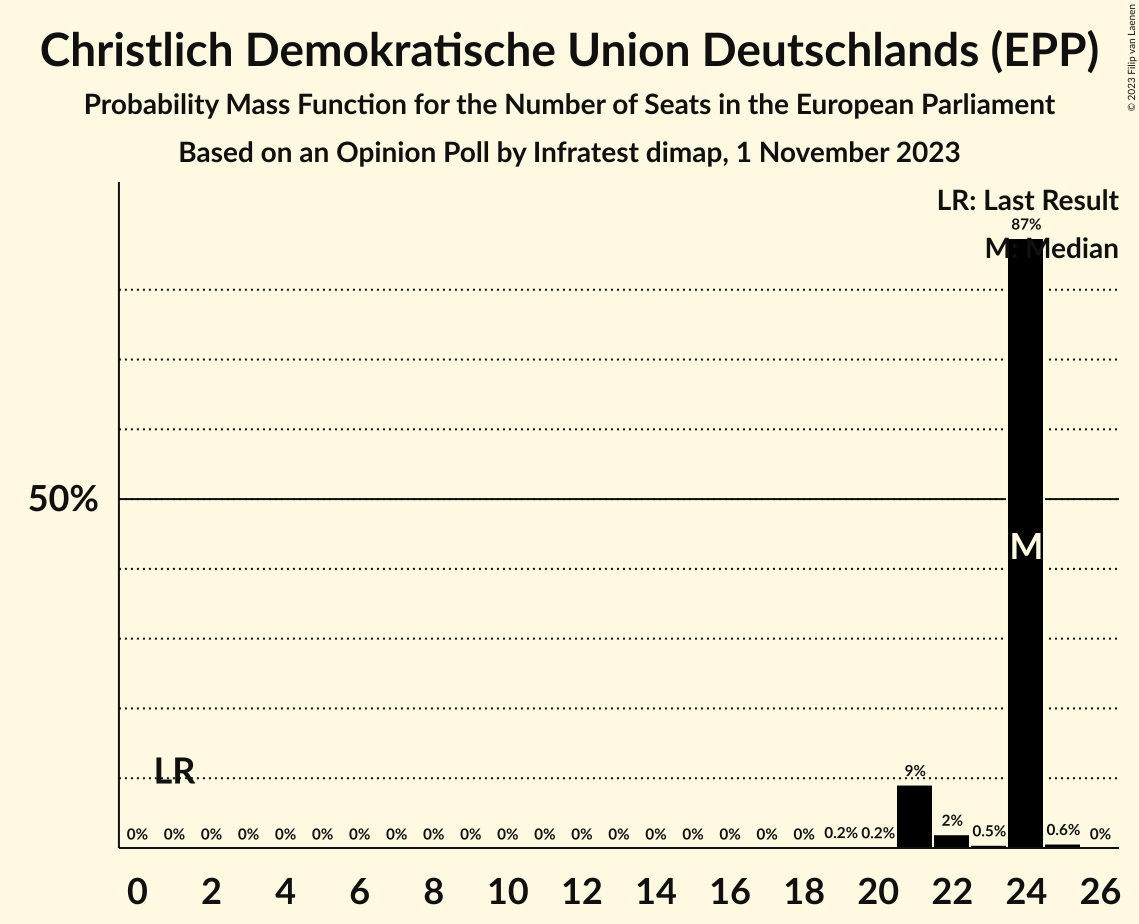 Christlich Demokratische Union Deutschlands (EPP)
Probability Mass Function for the Number of Seats in the European Parliament
Based on an Opinion Poll by Infratest dimap, 1 November 2023
© 2023 Filip van Laenen
LR: Last Result
87%
M: Median
50%
M
LR
9%
0% 0% 0% 0% 0% 0% 0% 0% 0% 0% 0% 0% 0% 0% 0% 0% 0% 0% 0% 0.2% 0.2% 2% 0.5% 0.6% 0%
0 2 4 6 8 10 12 14 16 18 20 22 24 26